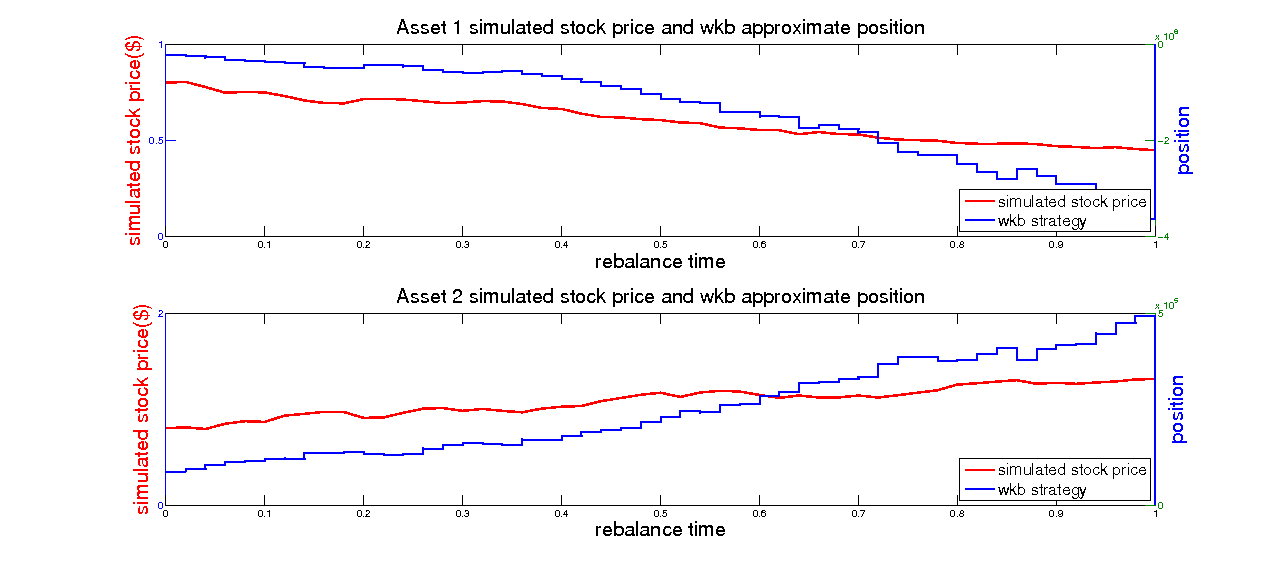 Asset 1 simulated stock price and wkb approximate position
simulated stock price($)
1
0.5
0
0
-2
-4
position
simulated stock price
wkb strategy
0 0.1 0.2 0.3 0.4 0.5 0.6 0.7 0.8 0.9 1
rebalance time
Asset 2 simulated stock price and wkb approximate position
simulated stock price($)
2
0
5
0
position
simulated stock price
wkb strategy
0 0.1 0.2 0.3 0.4 0.5 0.6 0.7 0.8 0.9 1
rebalance time